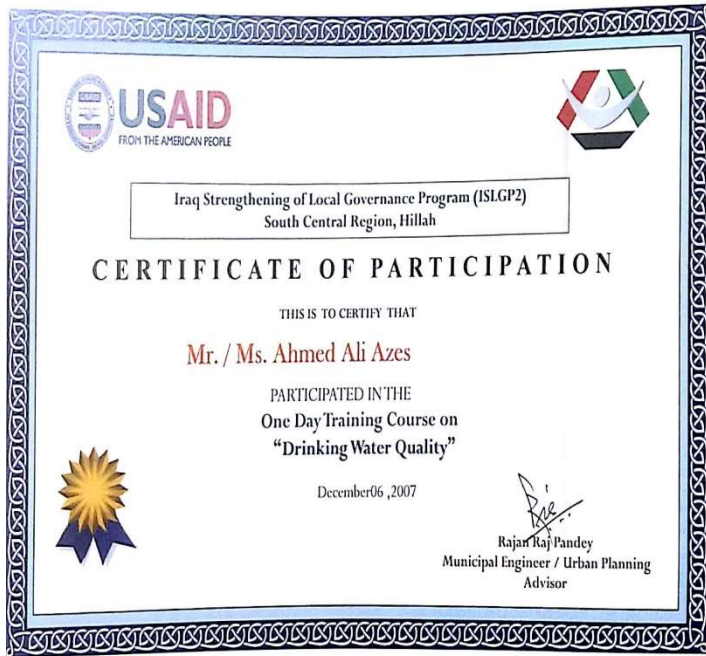 USAID
FROM THE AMERICAN PEOPLE
Iraq Strengthening of Local Governance Program (ISLGP2)
South Central Region, Hillah
CERTIFICATE OF PARTICIPATION
THIS IS TO CERTIFY THAT
Mr. / Ms. Ahmed Ali Azes
PARTICIPATED IN THE
One Day Training Course on
“Drinking Water Quality”
December06 ,2007
Rajan Raj Pandey
Municipal Engineer / Urban Planning
Advisor